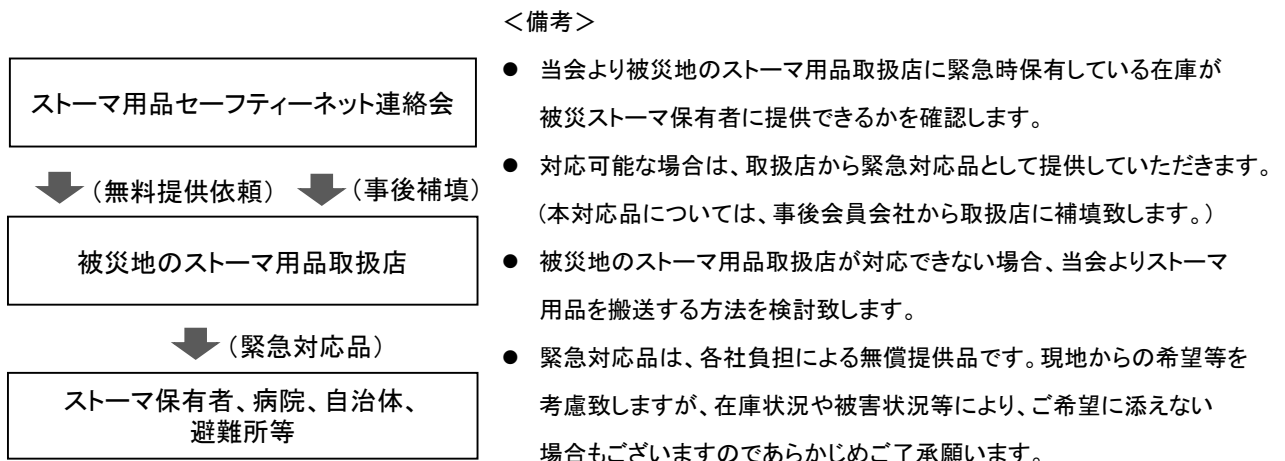 ストーマ用品セーフティーネット連絡会
(無料提供依頼)
(事後補填)
被災地のストーマ用品取扱店
(緊急対応品)
ストーマ保有者、病院、自治体、
避難所等
＜備考＞
● 当会より被災地のストーマ用品取扱店に緊急時保有している在庫が
被災ストーマ保有者に提供できるかを確認します。
● 対応可能な場合は、取扱店から緊急対応品として提供していただきます。
(本対応品については、事後会員会社から取扱店に補填致します。)
● 被災地のストーマ用品取扱店が対応できない場合、当会よりストーマ
用品を搬送する方法を検討致します。
● 緊急対応品は、各社負担による無償提供品です。現地からの希望等を
考慮致しますが、在庫状況や被害状況等により、ご希望に添えない
場合もございますのであらかじめご了承願います。